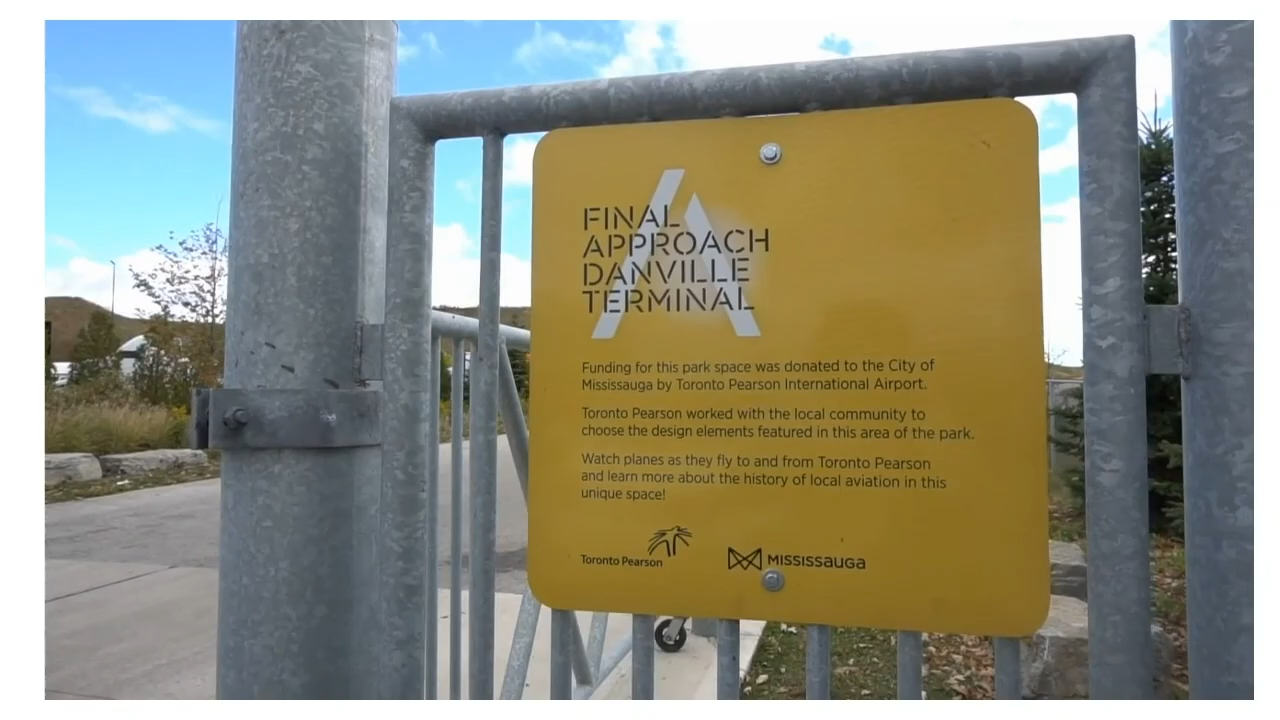 FINAL
APPROACH
DANVILLE
TERMINAL
Funding for this park space was donated to the City of
Mississauga by Toronto Pearson International Airport.
Toronto Pearson worked with the local community to
choose the design elements featured in this area of the park.
Watch planes as they fly to and from Toronto Pearson
and learn more about the history of local aviation in this
unique space!
Toronto Pearson
MISSISSauGa